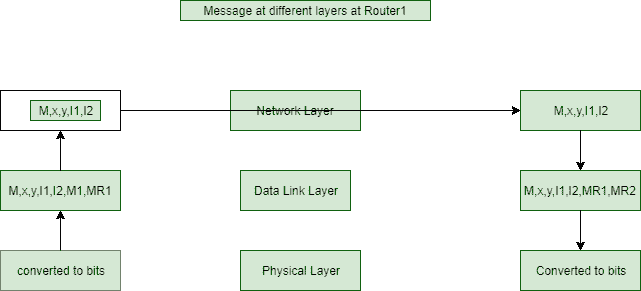 Message at different layers at Router1
M,x,y,I1,I2
Network Layer
M,x,y,I1,I2
M,x,y,I1,I2,M1,MR1
Data Link Layer
M,x,y,I1,I2,MR1,MR2
converted to bits
Physical Layer
Converted to bits